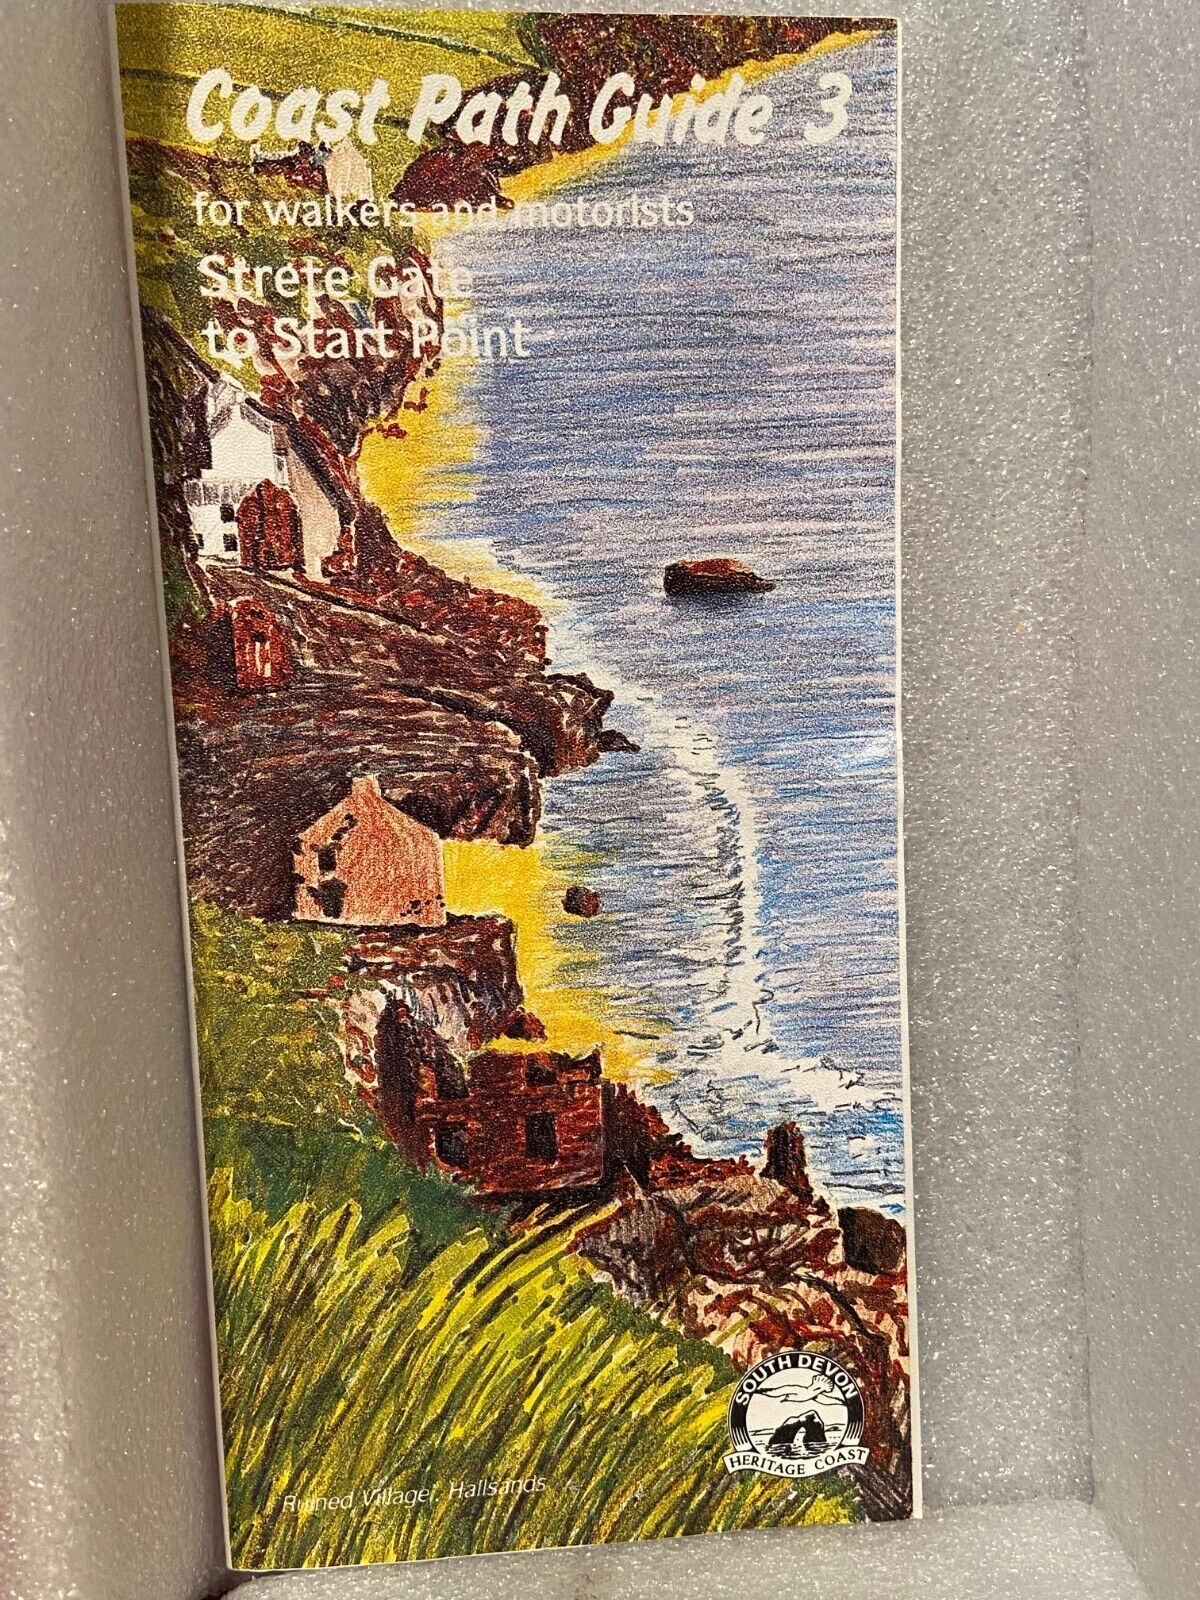 Coast Path Guide 3
for walkers and motorists
Strete Gate
to Start Point
SOUTH DEVON
HERITAGE COAST
Ruined Village, Hallsands